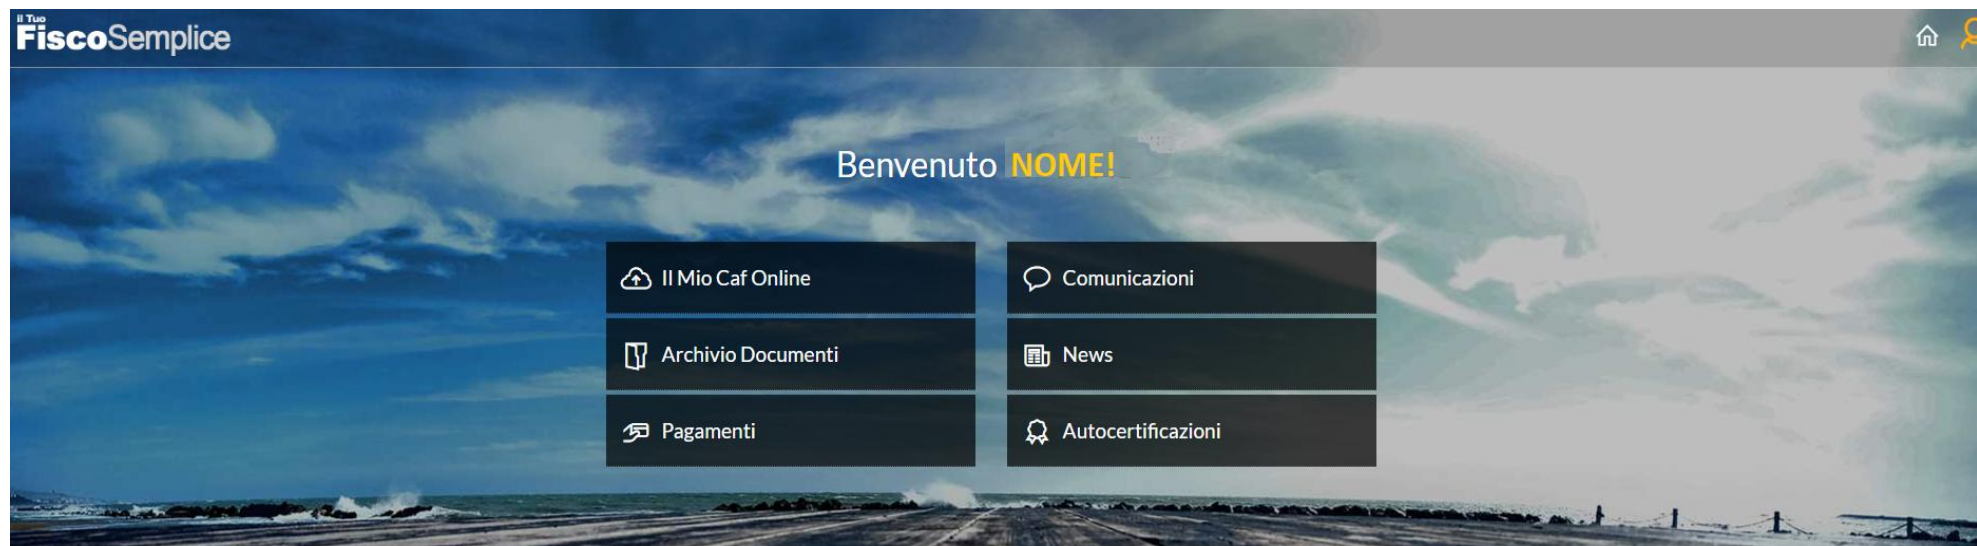 il Tuo
FiscoSemplice
Benvenuto NOME!
Il Mio Caf Online
Comunicazioni
Archivio Documenti
News
Pagamenti
Autocertificazioni